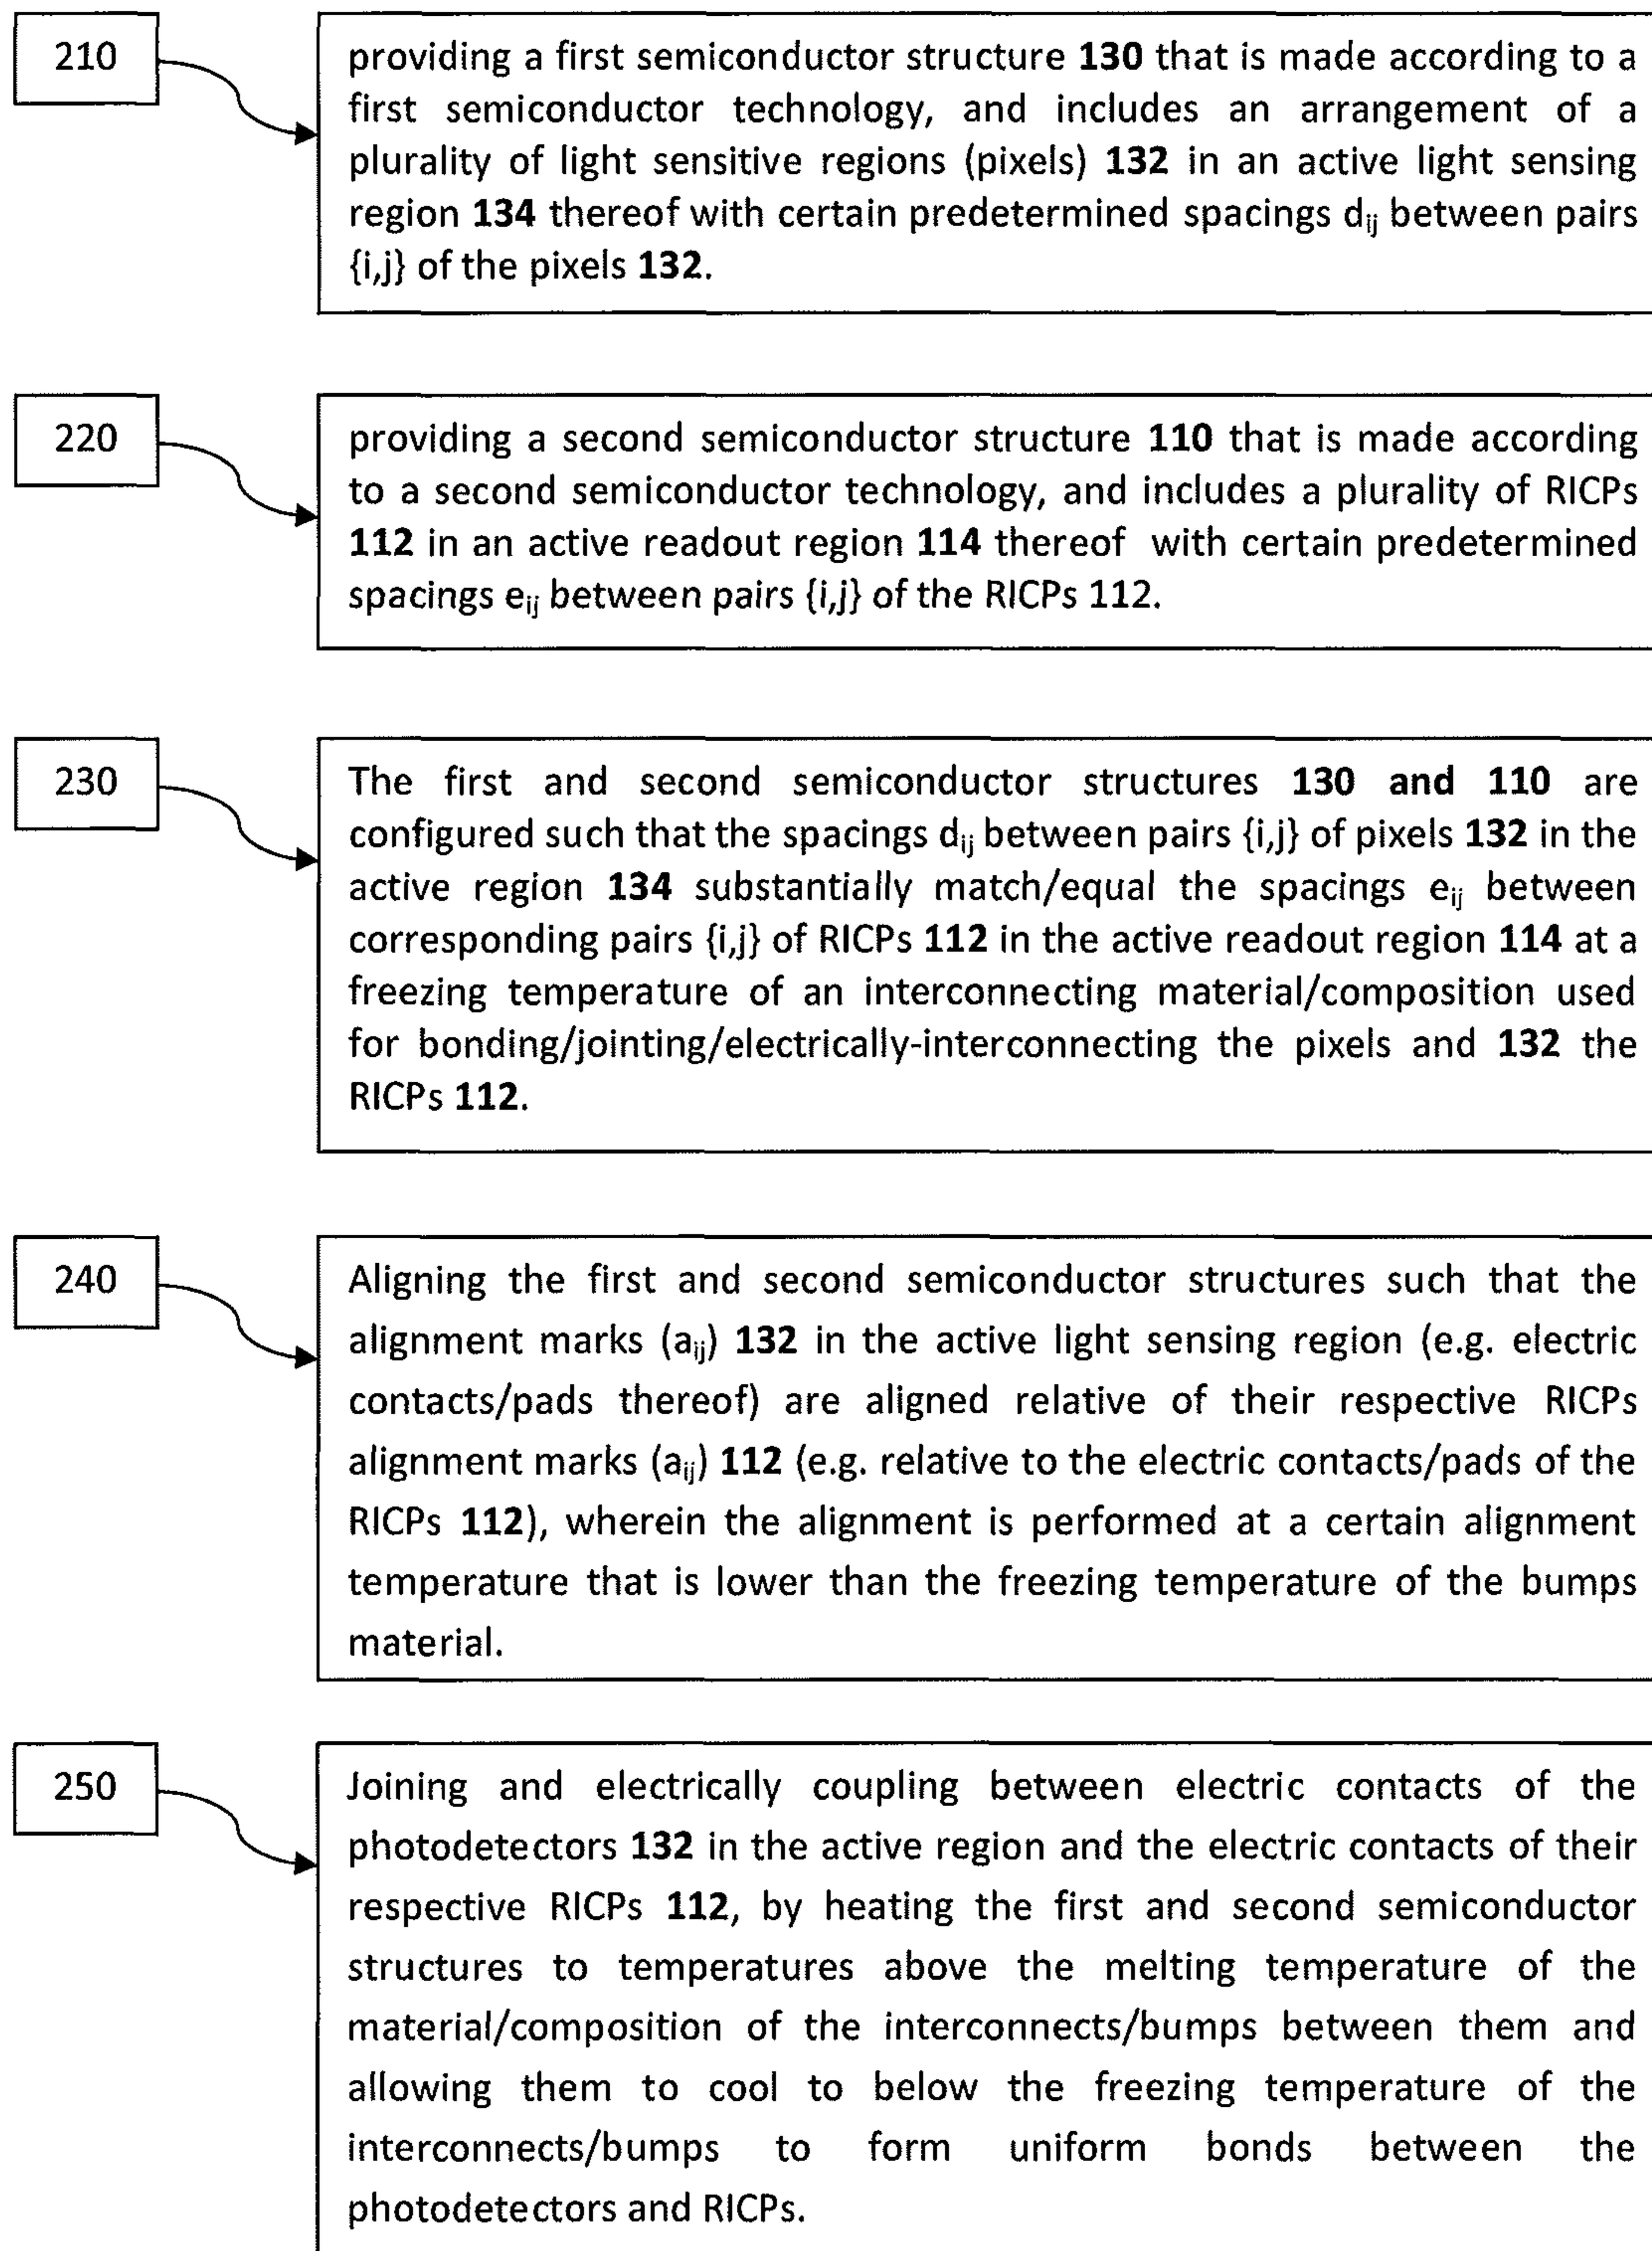 210
providing a first semiconductor structure 130 that is made according to a
first semiconductor technology, and includes an arrangement of a
plurality of light sensitive regions (pixels) 132 in an active light sensing
region 134 thereof with certain predetermined spacings dij between pairs
{i,j} of the pixels 132.
220
providing a second semiconductor structure 110 that is made according
to a second semiconductor technology, and includes a plurality of RICPs
112 in an active readout region 114 thereof with certain predetermined
spacings eij between pairs {i,j} of the RICPs 112.
230
The first and second semiconductor structures 130 and 110 are
configured such that the spacings dij between pairs {i,j} of pixels 132 in the
active region 134 substantially match/equal the spacings eij between
corresponding pairs {i,j} of RICPs 112 in the active readout region 114 at a
freezing temperature of an interconnecting material/composition used
for bonding/jointing/electrically-interconnecting the pixels and 132 the
RICPs 112.
240
Aligning the first and second semiconductor structures such that the
alignment marks (aij) 132 in the active light sensing region (e.g. electric
contacts/pads thereof) are aligned relative of their respective RICPs
alignment marks (aij) 112 (e.g. relative to the electric contacts/pads of the
RICPs 112), wherein the alignment is performed at a certain alignment
temperature that is lower than the freezing temperature of the bumps
material.
250
Joining and electrically coupling between electric contacts of the
photodetectors 132 in the active region and the electric contacts of their
respective RICPs 112, by heating the first and second semiconductor
structures to temperatures above the melting temperature of the
material/composition of the interconnects/bumps between them and
allowing them to cool to below the freezing temperature of the
interconnects/bumps to form uniform bonds between the
photodetectors and RICPs.